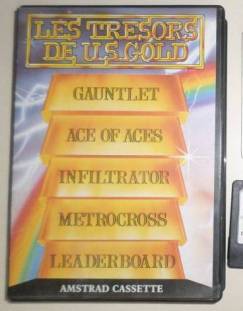 LES TRESORS
DE U.S. GOLD
GAUNTLET
ACE OF ACES
INFILTRATOR
METROCROSS
LEADERBOARD
AMSTRAD CASSETTE